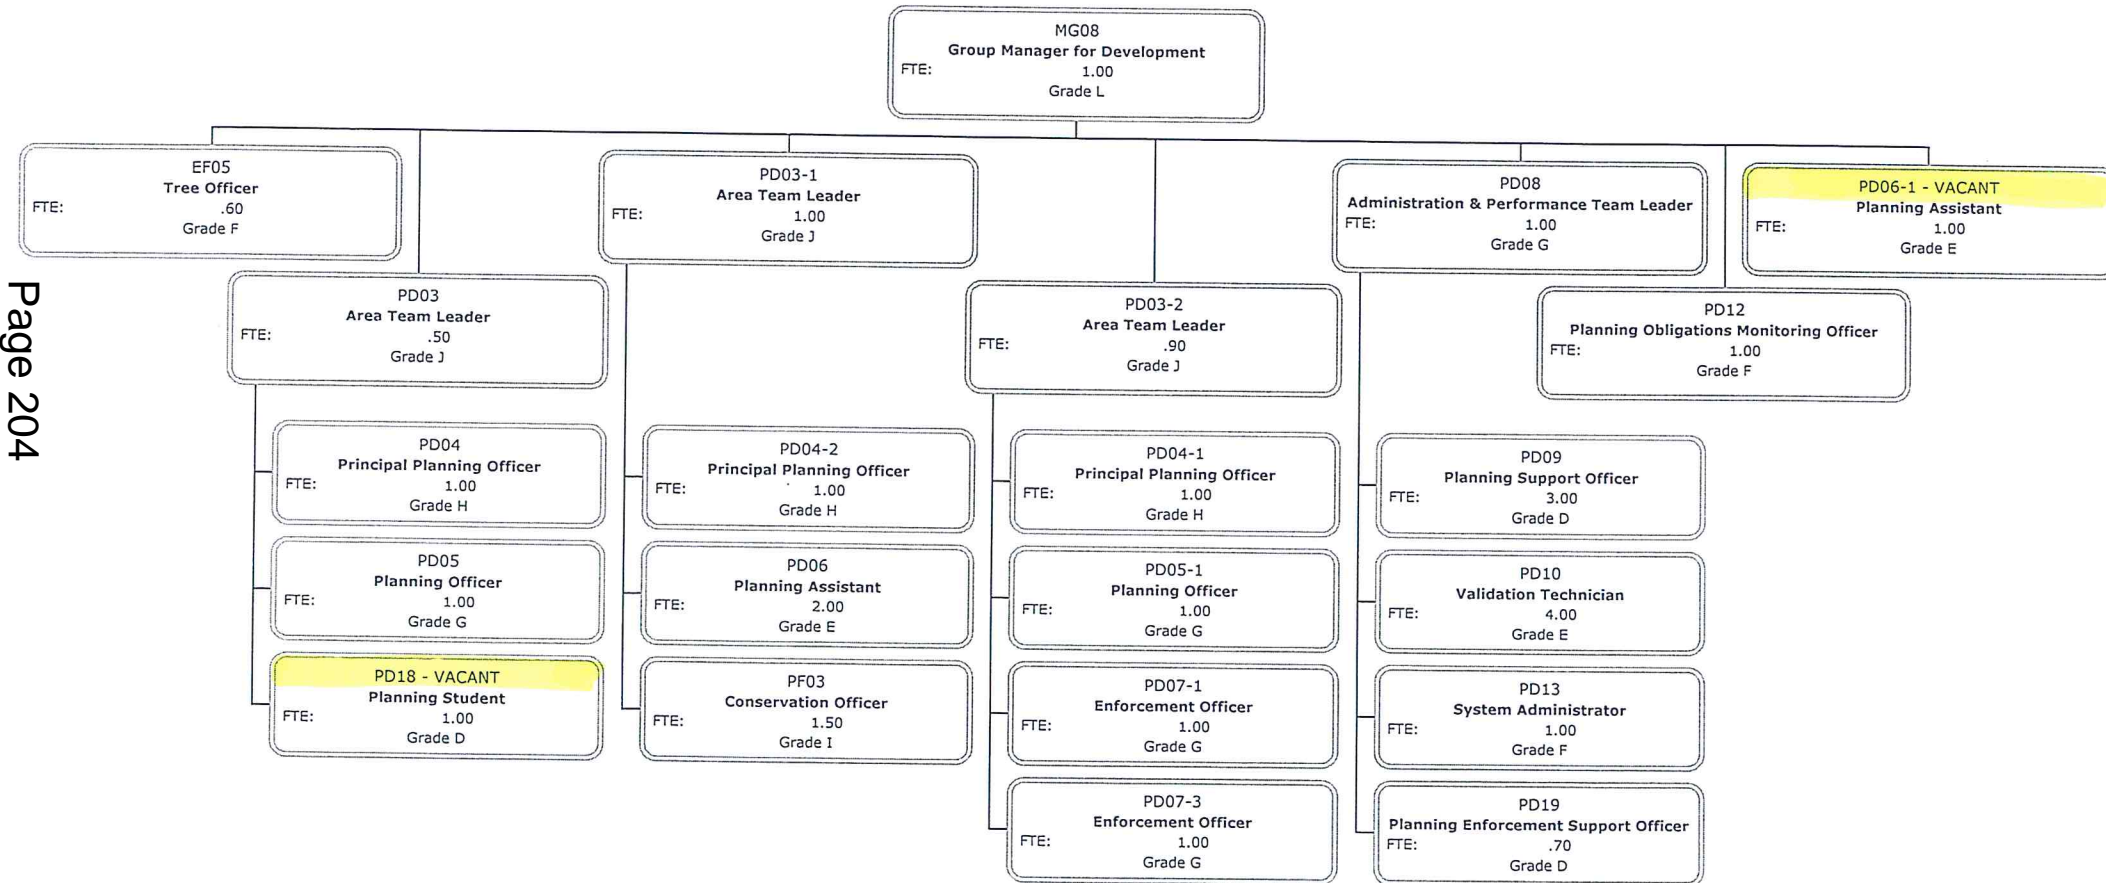 MG08
Group Manager for Development
FTE: 1.00
Grade L
EF05
Tree Officer
FTE: .60
Grade F
PD03-1
Area Team Leader
FTE: 1.00
Grade J
PD08
Administration & Performance Team Leader
FTE: 1.00
Grade G
PD06-1 - VACANT
Planning Assistant
FTE: 1.00
Grade E
PD03
Area Team Leader
FTE: .50
Grade J
PD03-2
Area Team Leader
FTE: .90
Grade J
PD12
Planning Obligations Monitoring Officer
FTE: 1.00
Grade F
PD04
Principal Planning Officer
FTE: 1.00
Grade H
PD05
Planning Officer
FTE: 1.00
Grade G
PD18 - VACANT
Planning Student
FTE: 1.00
Grade D
PD04-2
Principal Planning Officer
FTE: 1.00
Grade H
PD06
Planning Assistant
FTE: 2.00
Grade E
PF03
Conservation Officer
FTE: 1.50
Grade I
PD04-1
Principal Planning Officer
FTE: 1.00
Grade H
PD05-1
Planning Officer
FTE: 1.00
Grade G
PD07-1
Enforcement Officer
FTE: 1.00
Grade G
PD07-3
Enforcement Officer
FTE: 1.00
Grade G
PD09
Planning Support Officer
FTE: 3.00
Grade D
PD10
Validation Technician
FTE: 4.00
Grade E
PD13
System Administrator
FTE: 1.00
Grade F
PD19
Planning Enforcement Support Officer
FTE: .70
Grade D
Page 204